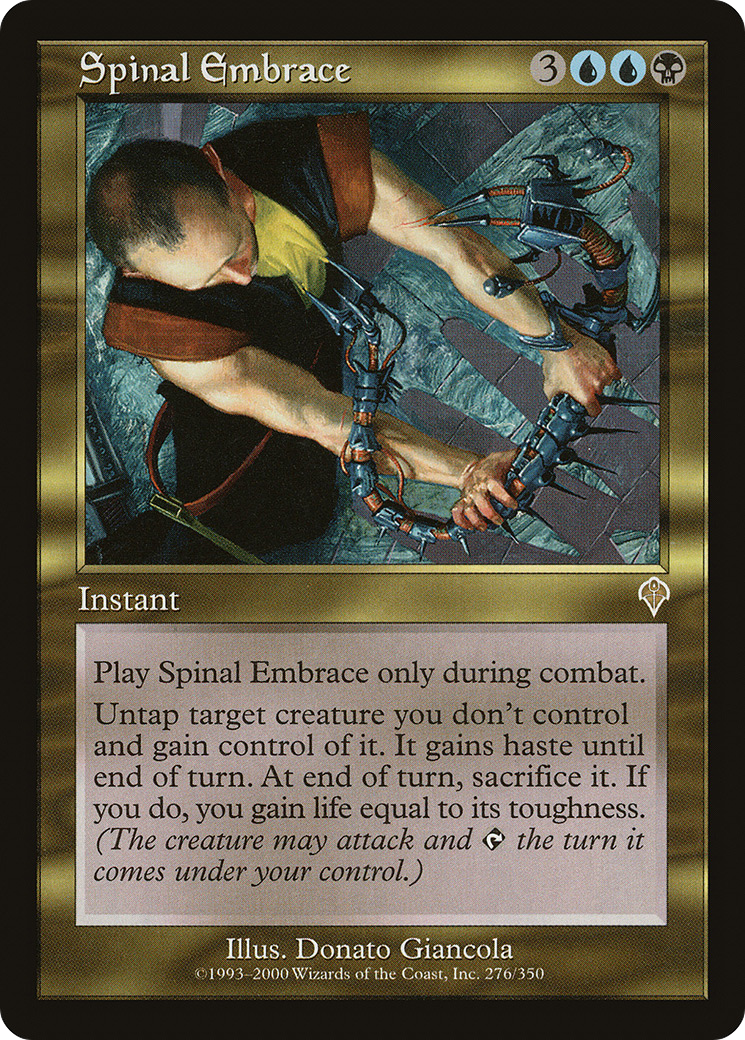 Spinal Embrace 3
Instant
Play Spinal Embrace only during combat.
Untap target creature you don't control
and gain control of it. It gains haste until
end of turn. At end of turn, sacrifice it. If
you do, you gain life equal to its toughness.
(The creature may attack and the turn it
comes under your control.)
Illus. Donato Giancola
©1993–2000 Wizards of the Coast, Inc. 276/350